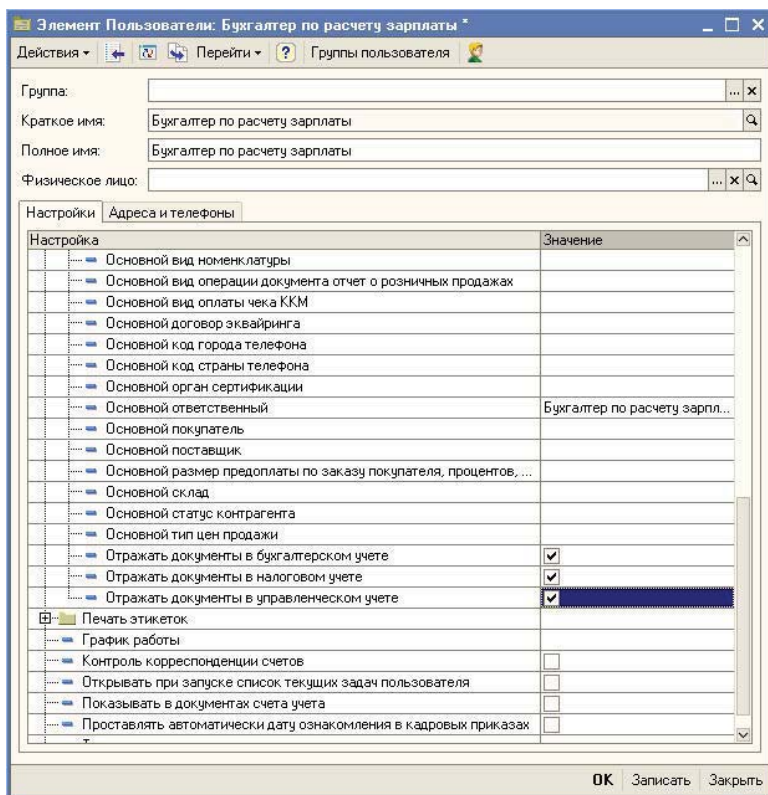 Элемент Пользователи: Бухгалтер по расчету зарплаты *
Действия Перейти ? Группы пользователя
Группа: ... x
Краткое имя: Бухгалтер по расчету зарплаты
Полное имя: Бухгалтер по расчету зарплаты
Физическое лицо: ... x
Настройки Адреса и телефоны
Настройка Значение
Основной вид номенклатуры
Основной вид операции документа отчет о розничных продажах
Основной вид оплаты чека ККМ
Основной договор эквайринга
Основной код города телефона
Основной код страны телефона
Основной орган сертификации
Основной ответственный Бухгалтер по расчету зарпл...
Основной покупатель
Основной поставщик
Основной размер предоплаты по заказу покупателя, процентов, ...
Основной склад
Основной статус контрагента
Основной тип цен продажи
Отражать документы в бухгалтерском учете
Отражать документы в налоговом учете
Отражать документы в управленческом учете
Печать этикеток
График работы
Контроль корреспонденции счетов
Открывать при запуске список текущих задач пользователя
Показывать в документах счета учета
Проставлять автоматически дату ознакомления в кадровых приказах
OK Записать Закрыть